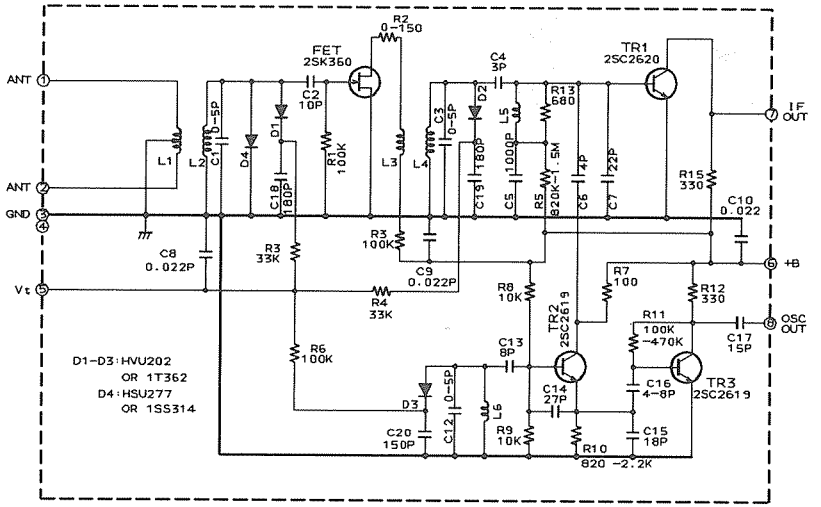 R2
0-150
FET
2SK360
C4
3P
TR1
2SC2620
ANT 1
C2
10P
D1
D4
C18
180P
R1
100K
L1
L2
C1 0-5P
L3
L4
C3 0-5P
D2
C19 180P
L5
C5 1000P
R13
680
R5
820K-1.5M
C6 4P
C7 22P
7 IF
OUT
R15
330
C10
0.022
ANT 2
GND 3
4
C8
0.022P
R3
33K
R3
100K
C9
0.022P
R4
33K
Vt 5
R8
10K
R7
100
6 +B
R12
330
TR2
2SC2619
R11
100K
-470K
8 OSC
OUT
C17
15P
TR3
2SC2619
R6
100K
D1-D3:HVU202
OR 1T362
D4:HSU277
OR 1SS314
C13
8P
C14
27P
C16
4-8P
C15
18P
D3
C20
150P
C12 0-5P
L6
R9
10K
R10
820 -2.2K